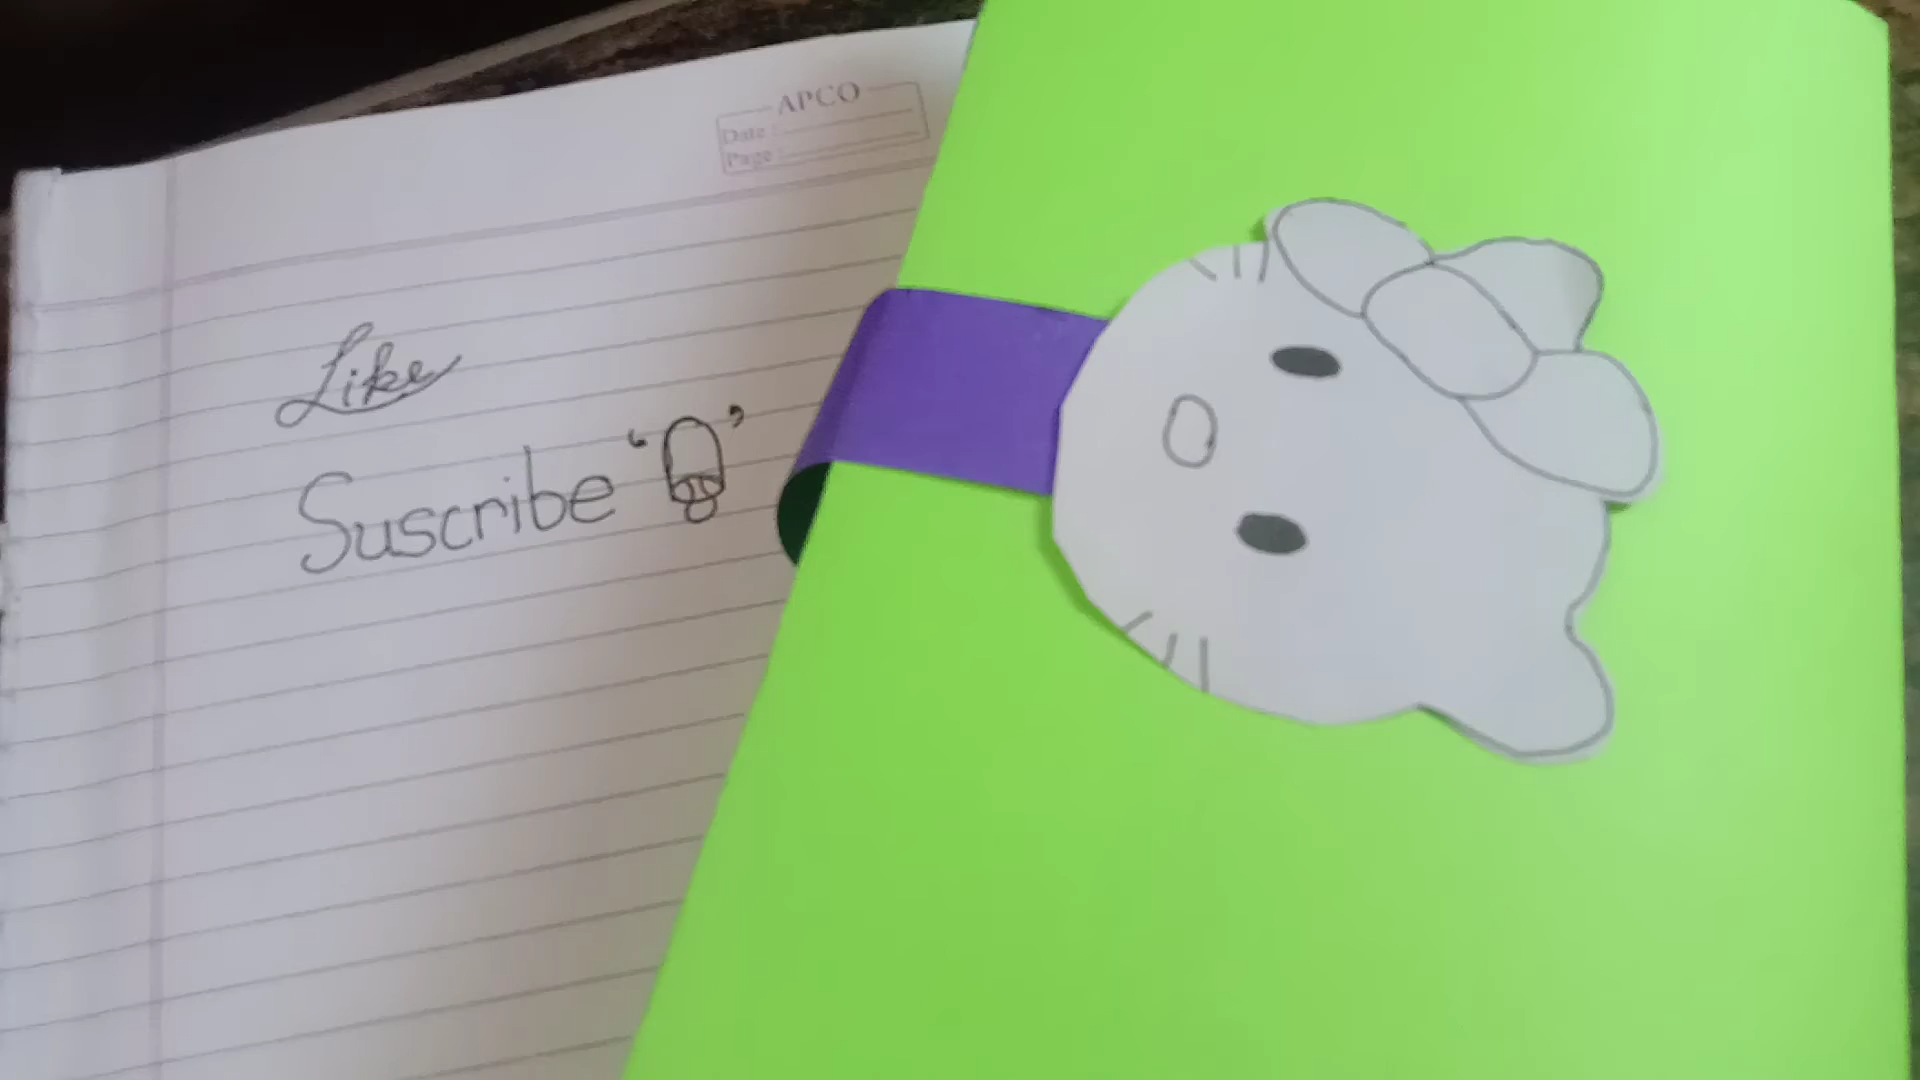 APCO
Date :
Page :
Like
Suscribe ‘ ’